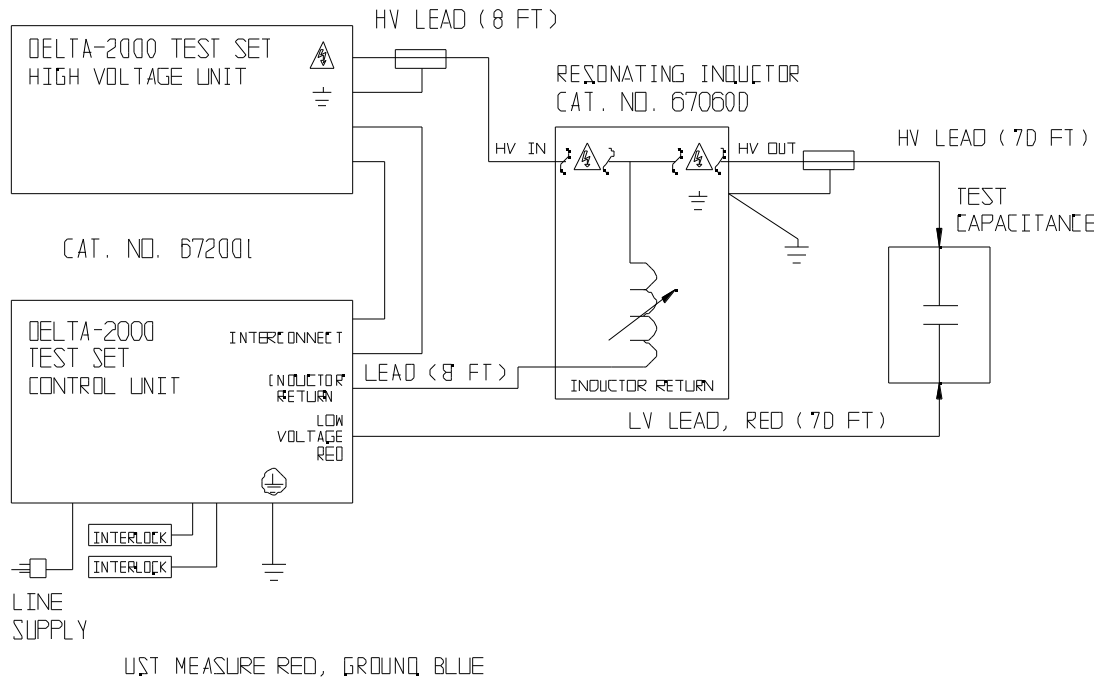 HV LEAD (8 FT)
DELTA-2000 TEST SET
HIGH VOLTAGE UNIT
RESONATING INDUCTOR
CAT. NO. 670600
HV IN
HV OUT
HV LEAD (70 FT)
TEST
CAPACITANCE
CAT. NO. 672001
DELTA-2000
TEST SET
CONTROL UNIT
INTERCONNECT
INDUCTOR
RETURN
LEAD (8 FT)
INDUCTOR RETURN
LOW
VOLTAGE
RED
LV LEAD, RED (70 FT)
INTERLOCK
INTERLOCK
LINE
SUPPLY
UST MEASURE RED, GROUND BLUE